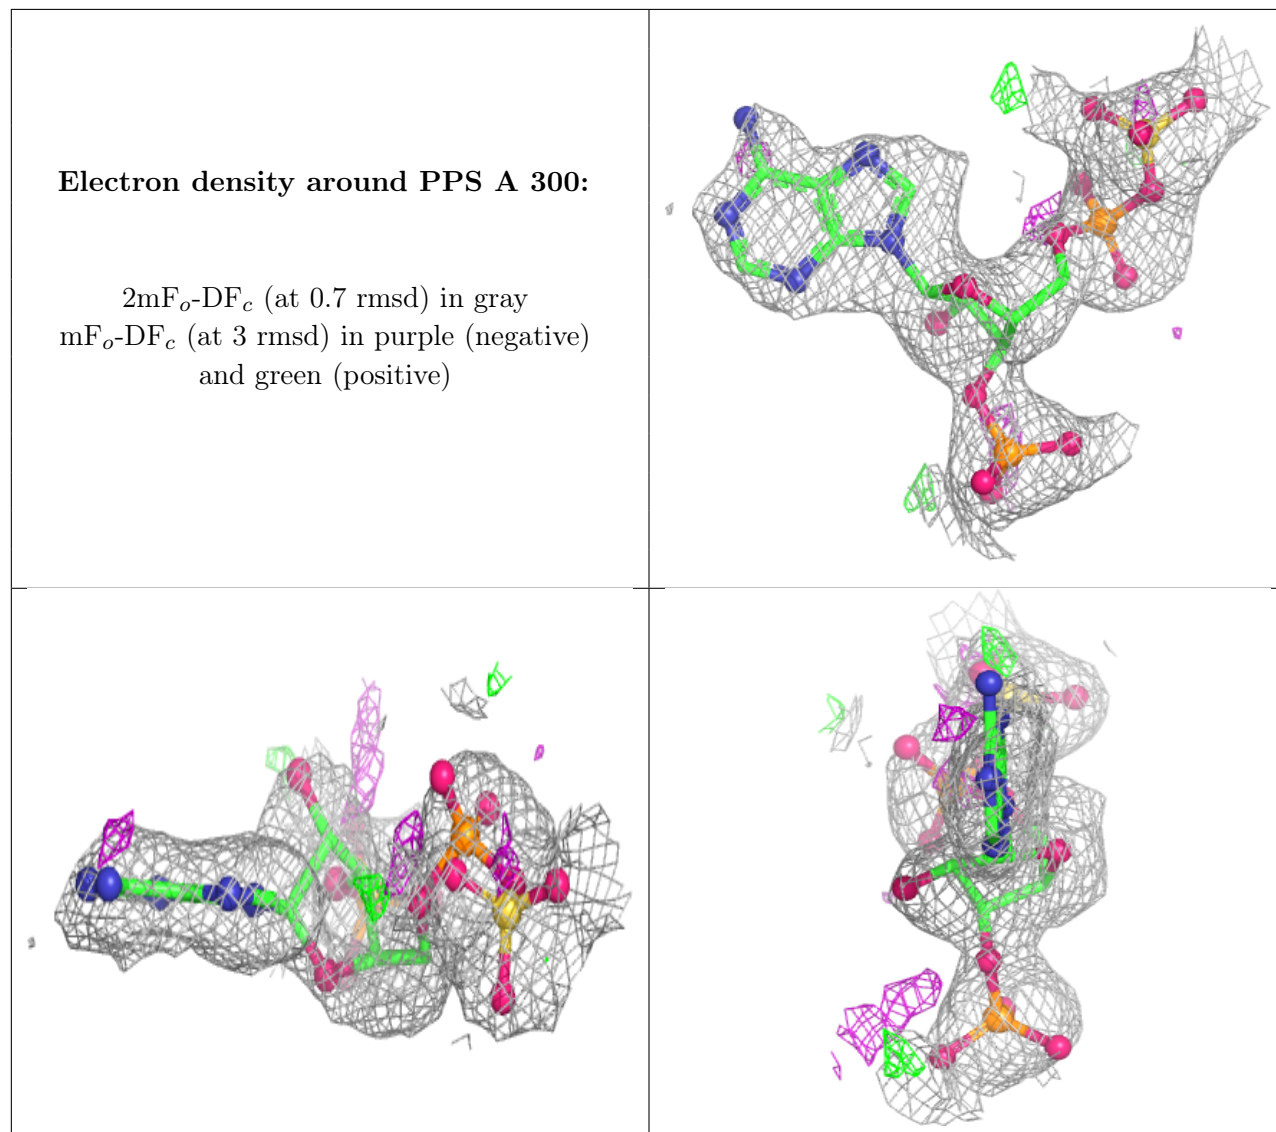 Electron density around PPS A 300:
2mFo-DFc (at 0.7 rmsd) in gray
mFo-DFc (at 3 rmsd) in purple (negative)
and green (positive)